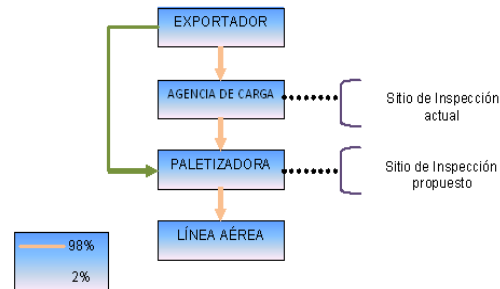 EXPORTADOR
AGENCIA DE CARGA
Sitio de Inspección
actual
PALETIZADORA
Sitio de Inspección
propuesto
LÍNEA AÉREA
98%
2%